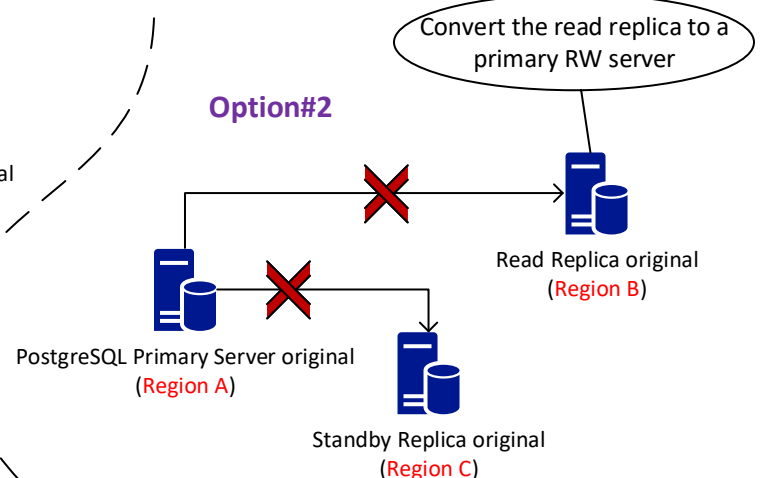 Convert the read replica to a
primary RW server
Option#2
al
Read Replica original
(Region B)
PostgreSQL Primary Server original
(Region A)
Standby Replica original
(Region C)